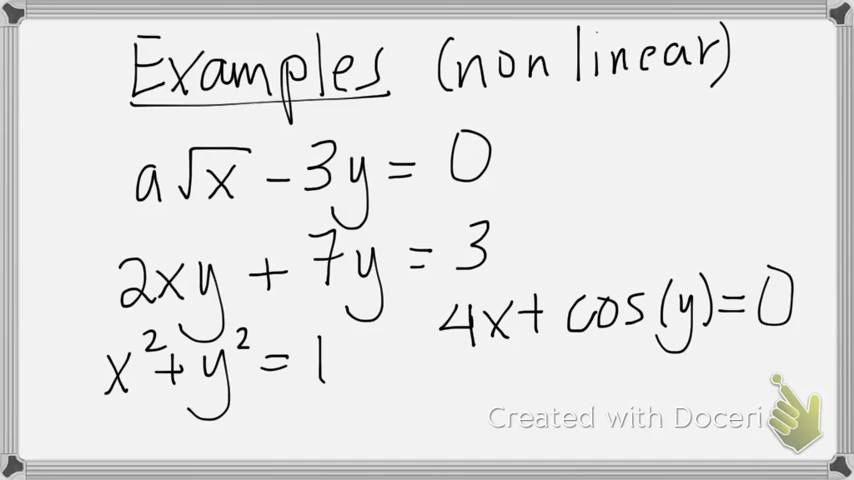 Examples (non linear)
a√x - 3y = 0
2xy + 7y = 3
4x + cos(y) = 0
x² + y² = 1
Created with Doceri